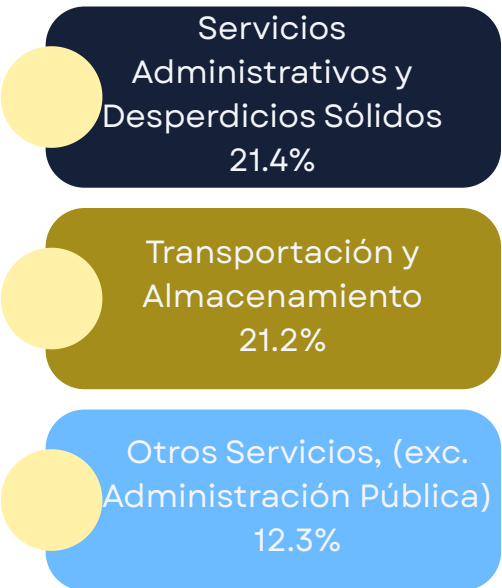 Servicios
Administrativos y
Desperdicios Sólidos
21.4%
Transportación y
Almacenamiento
21.2%
Otros Servicios, (exc.
Administración Pública)
12.3%